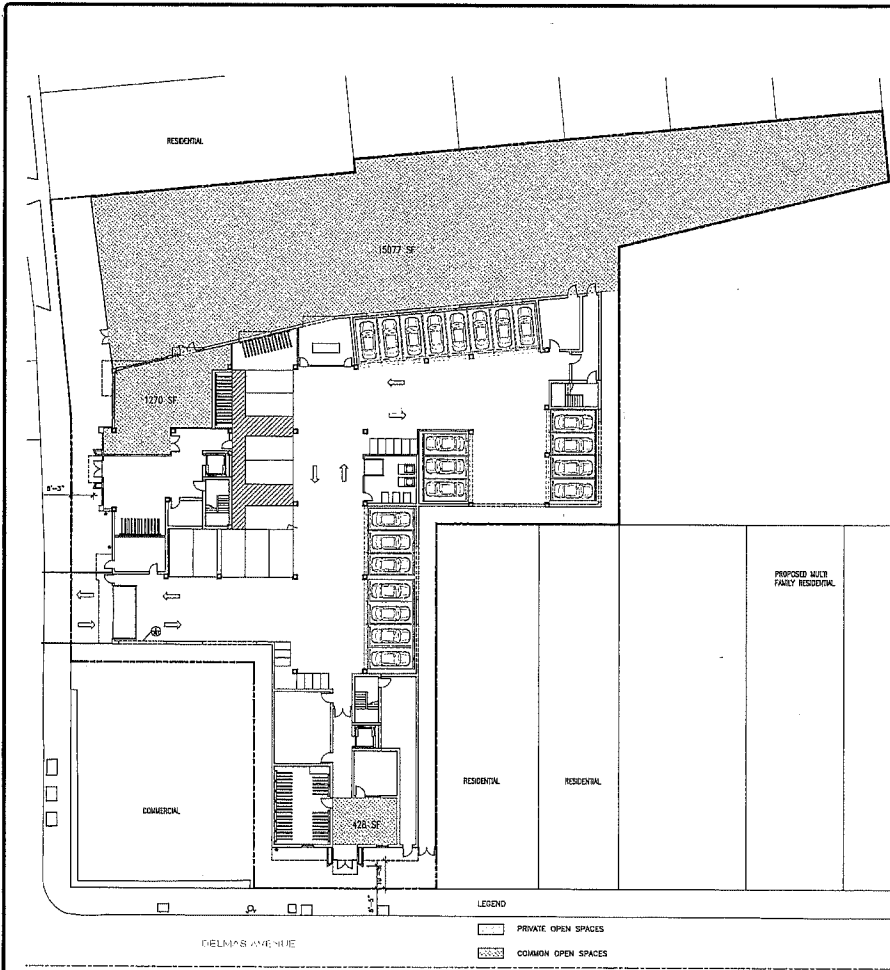 RESIDENTIAL
15077 SF
1270 SF
8'-3"
PROPOSED MULTI
FAMILY RESIDENTIAL
RESIDENTIAL
RESIDENTIAL
COMMERCIAL
428 SF
LEGEND
PRIVATE OPEN SPACES
DELMAS AVENUE
COMMON OPEN SPACES